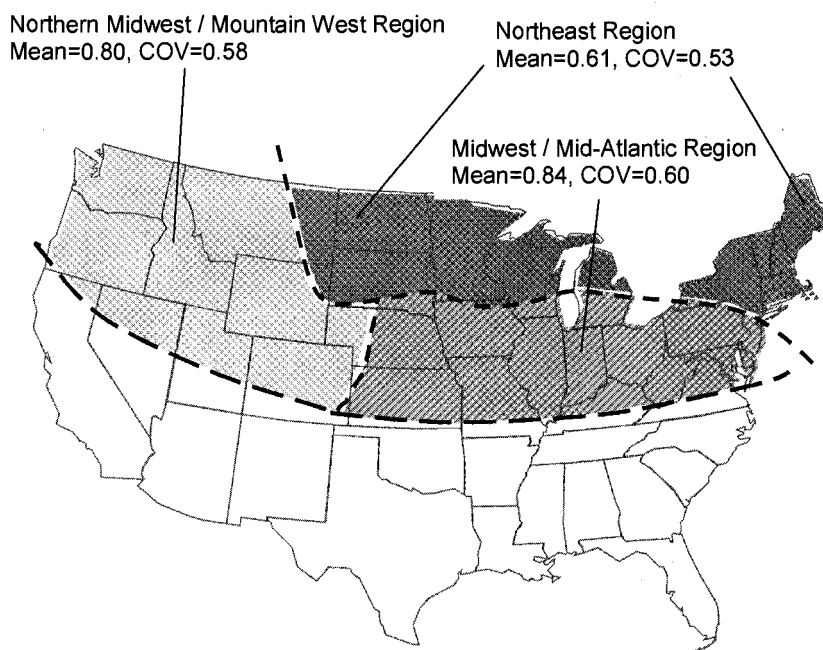 Northern Midwest / Mountain West Region
Mean=0.80, COV=0.58
Northeast Region
Mean=0.61, COV=0.53
Midwest / Mid-Atlantic Region
Mean=0.84, COV=0.60